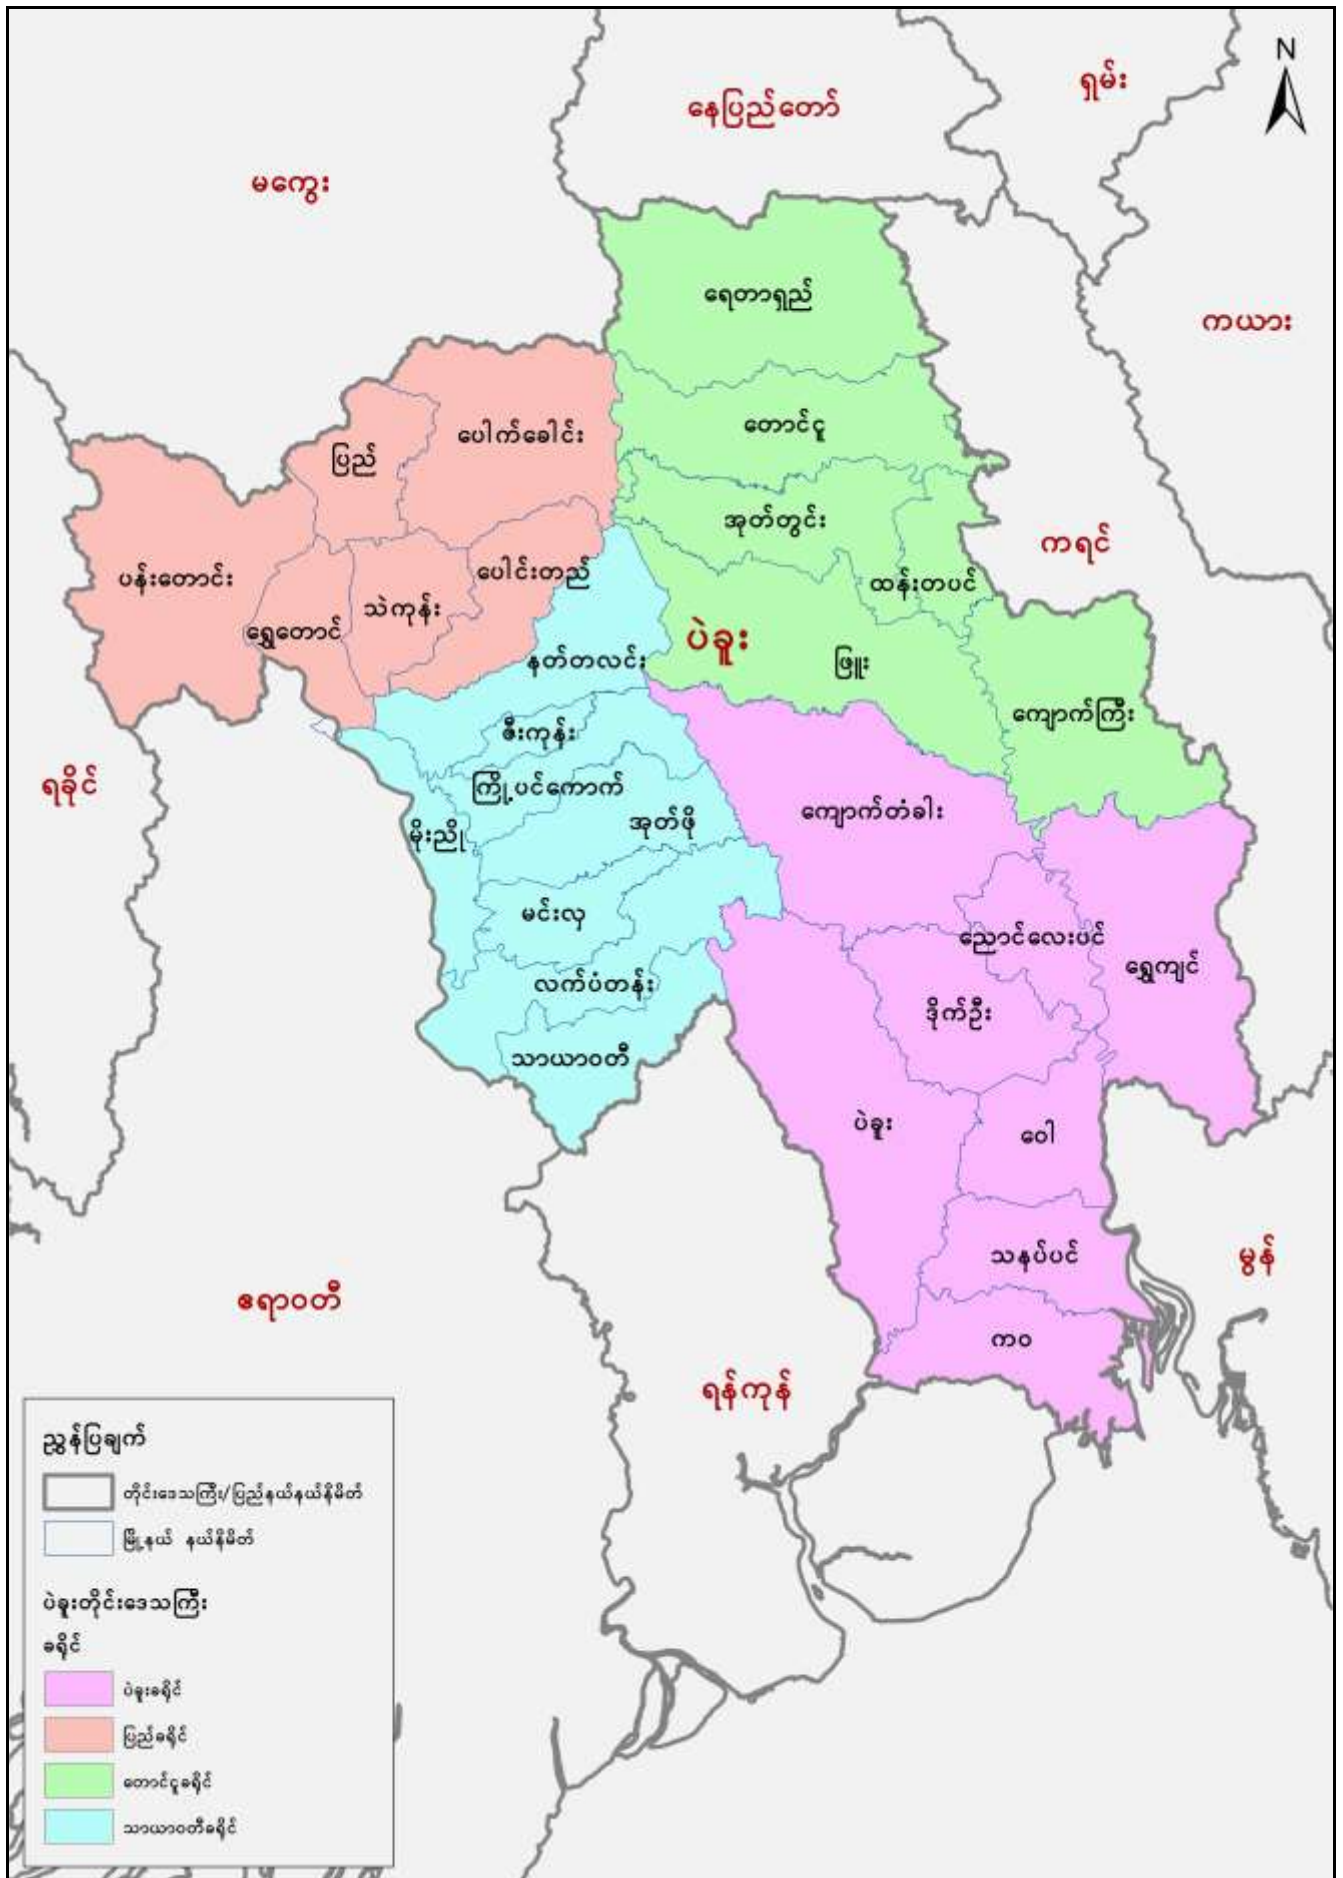 N
ရှမ်း
နေပြည်တော်
မကွေး
ရေတာရှည်
ကယား
တောင်ငူ
ပေါက်ခေါင်း
ပြည်
အုတ်တွင်း
ကရင်
ပန်းတောင်း
ပေါင်းတည်
ထန်းတပင်
သဲကုန်း
ရွှေတောင်
ပဲခူး
နတ်တလင်း
ဖြူး
ကျောက်ကြီး
ဇီးကုန်း
ရခိုင်
ကြို့ပင်ကောက်
ကျောက်တံခါး
အုတ်ဖို
မိုးညို
မင်းလှ
ညောင်လေးပင်
ရွှေကျင်
လက်ပံတန်း
ဒိုက်ဦး
သာယာဝတီ
ပဲခူး
ဝေါ
သနပ်ပင်
မွန်
ဧရာဝတီ
ကဝ
ရန်ကုန်
ညွှန်ပြချက်
တိုင်းဒေသကြီး/ပြည်နယ်နယ်နိမိတ်
မြို့နယ် နယ်နိမိတ်
ပဲခူးတိုင်းဒေသကြီး
ခရိုင်
ပဲခူးခရိုင်
ပြည်ခရိုင်
တောင်ငူခရိုင်
သာယာဝတီခရိုင်